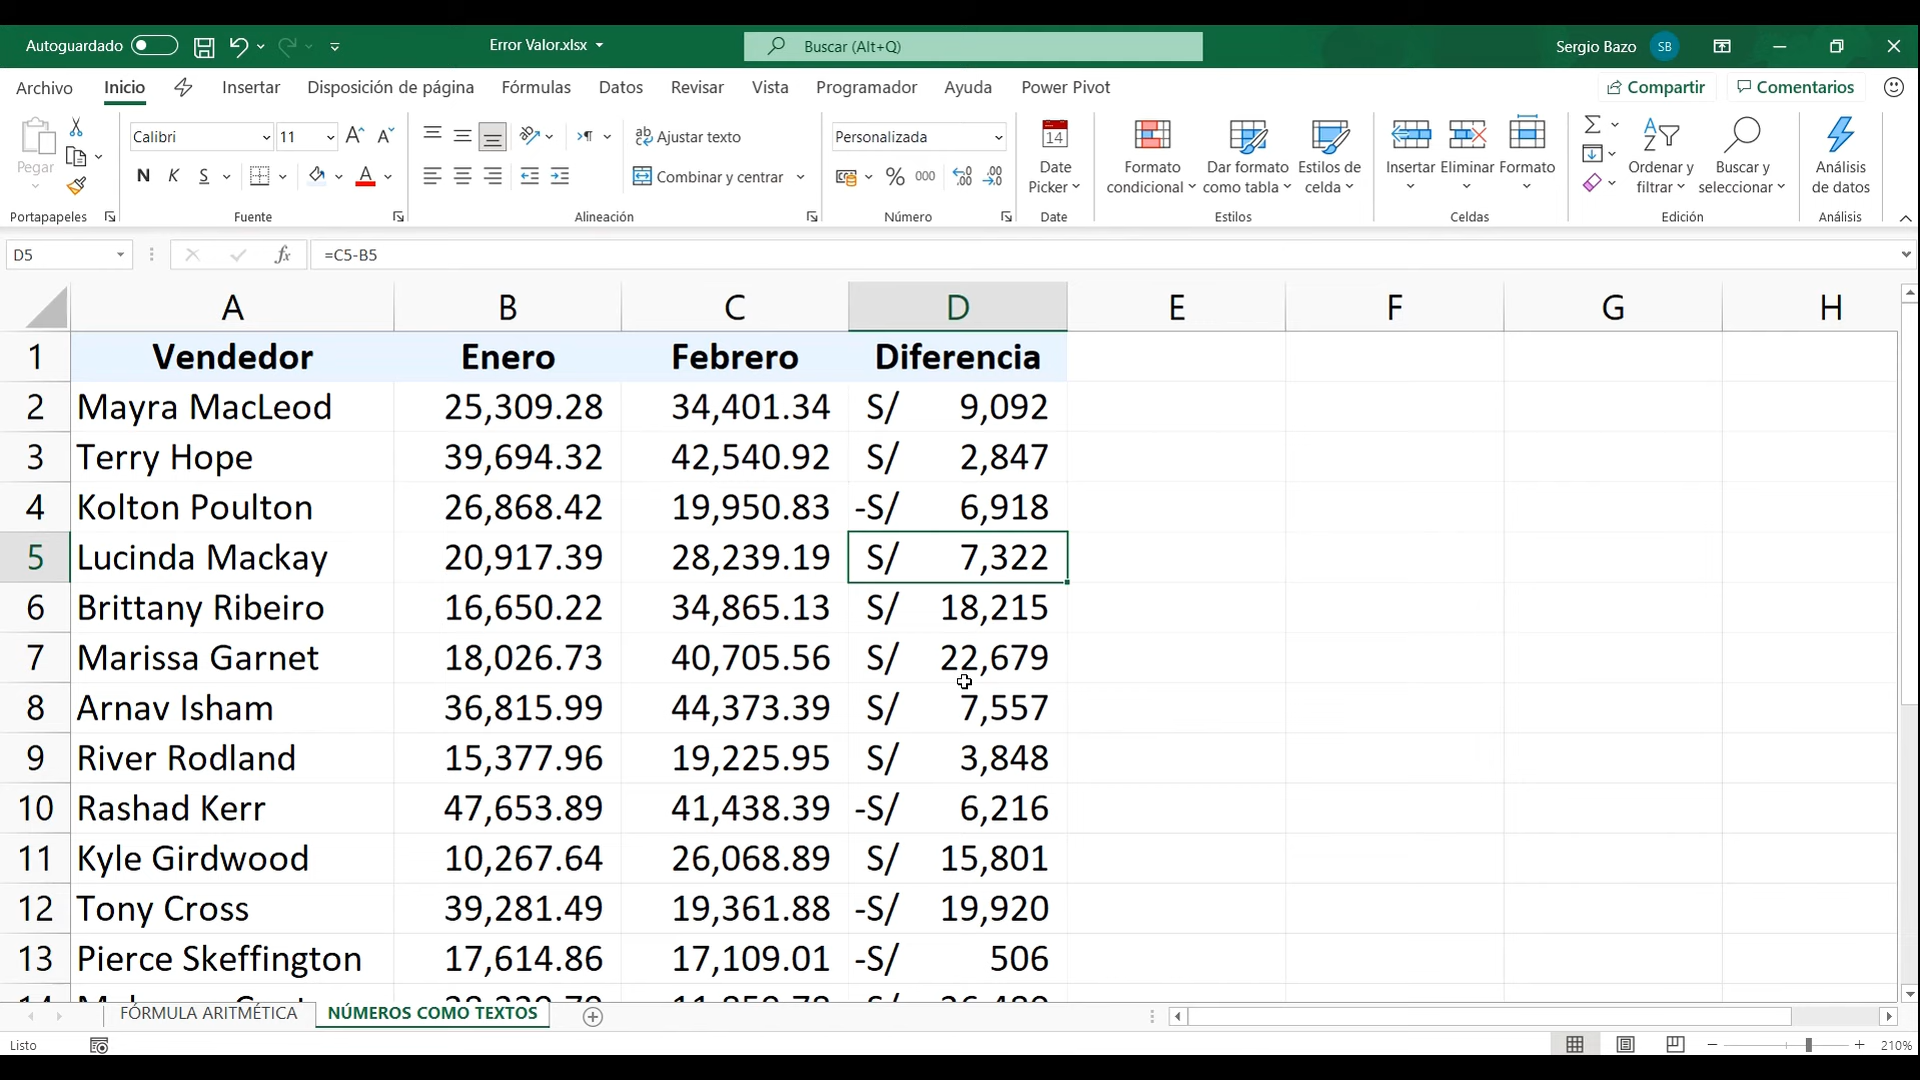 Autoguardado Error Valor.xlsx Buscar (Alt+Q) Sergio Bazo SB
Archivo Inicio Insertar Disposición de página Fórmulas Datos Revisar Vista Programador Ayuda Power Pivot Compartir Comentarios
Pegar Calibri 11 Ajustar texto Personalizada
N K S Combinar y centrar % 000
14 Date Picker
Formato condicional
Dar formato como tabla
Estilos de celda
Insertar Eliminar Formato
Ordenar y filtrar
Buscar y seleccionar
Análisis de datos
Portapapeles Fuente Alineación Número Date Estilos Celdas Edición Análisis
D5 fx =C5-B5
A B C D E F G H
1 Vendedor Enero Febrero Diferencia
2 Mayra MacLeod 25,309.28 34,401.34 S/ 9,092
3 Terry Hope 39,694.32 42,540.92 S/ 2,847
4 Kolton Poulton 26,868.42 19,950.83 -S/ 6,918
5 Lucinda Mackay 20,917.39 28,239.19 S/ 7,322
6 Brittany Ribeiro 16,650.22 34,865.13 S/ 18,215
7 Marissa Garnet 18,026.73 40,705.56 S/ 22,679
8 Arnav Isham 36,815.99 44,373.39 S/ 7,557
9 River Rodland 15,377.96 19,225.95 S/ 3,848
10 Rashad Kerr 47,653.89 41,438.39 -S/ 6,216
11 Kyle Girdwood 10,267.64 26,068.89 S/ 15,801
12 Tony Cross 39,281.49 19,361.88 -S/ 19,920
13 Pierce Skeffington 17,614.86 17,109.01 -S/ 506
FÓRMULA ARITMÉTICA NÚMEROS COMO TEXTOS
Listo 210%